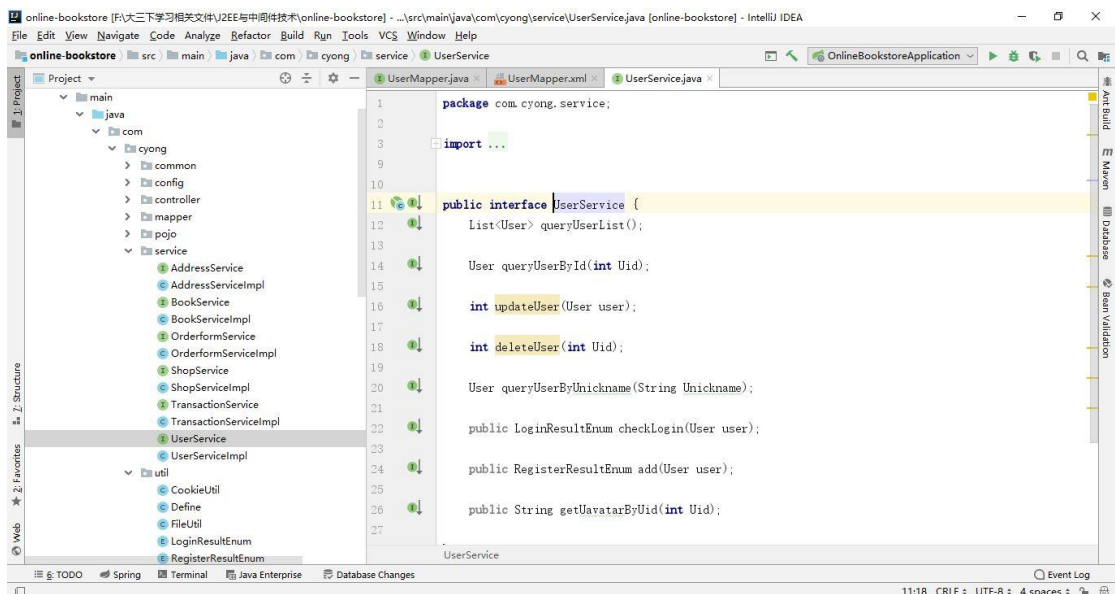 online-bookstore [F:\大三下学习相关文件\J2EE与中间件技术\online-bookstore] - ...\src\main\java\com\cyong\service\UserService.java [online-bookstore] - IntelliJ IDEA
File Edit View Navigate Code Analyze Refactor Build Run Tools VCS Window Help
online-bookstore src main java com cyong service UserService
OnlineBookstoreApplication
Project
UserMapper.java UserMapper.xml UserService.java
main
java
com
cyong
common
config
controller
mapper
pojo
service
AddressService
AddressServiceImpl
BookService
BookServiceImpl
OrderformService
OrderformServiceImpl
ShopService
ShopServiceImpl
TransactionService
TransactionServiceImpl
UserService
UserServiceImpl
util
CookieUtil
Define
FileUtil
LoginResultEnum
RegisterResultEnum
1 package com.cyong.service;
2
3 import ...
9
10
11 public interface UserService {
12 List<User> queryUserList();
13
14 User queryUserById(int Uid);
15
16 int updateUser(User user);
17
18 int deleteUser(int Uid);
19
20 User queryUserByUnickname(String Unickname);
21
22 public LoginResultEnum checkLogin(User user);
23
24 public RegisterResultEnum add(User user);
25
26 public String getUavatarByUid(int Uid);
27
UserService
1: Project
7: Structure
2: Favorites
Web
Ant Build
Maven
Database
Bean Validation
6: TODO Spring Terminal Java Enterprise Database Changes Event Log
11:18 CRLF UTF-8 4 spaces